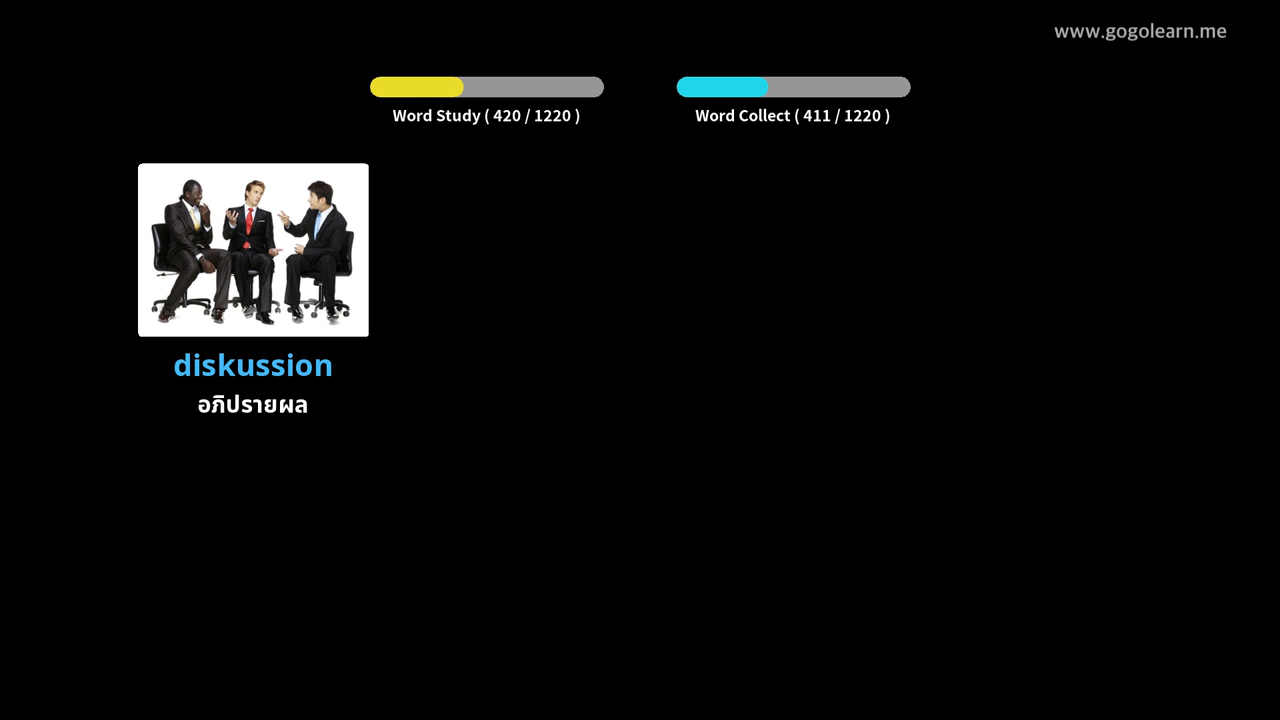 www.gogolearn.me
Word Study ( 420 / 1220 )
Word Collect ( 411 / 1220 )
diskussion
อภิปรายผล